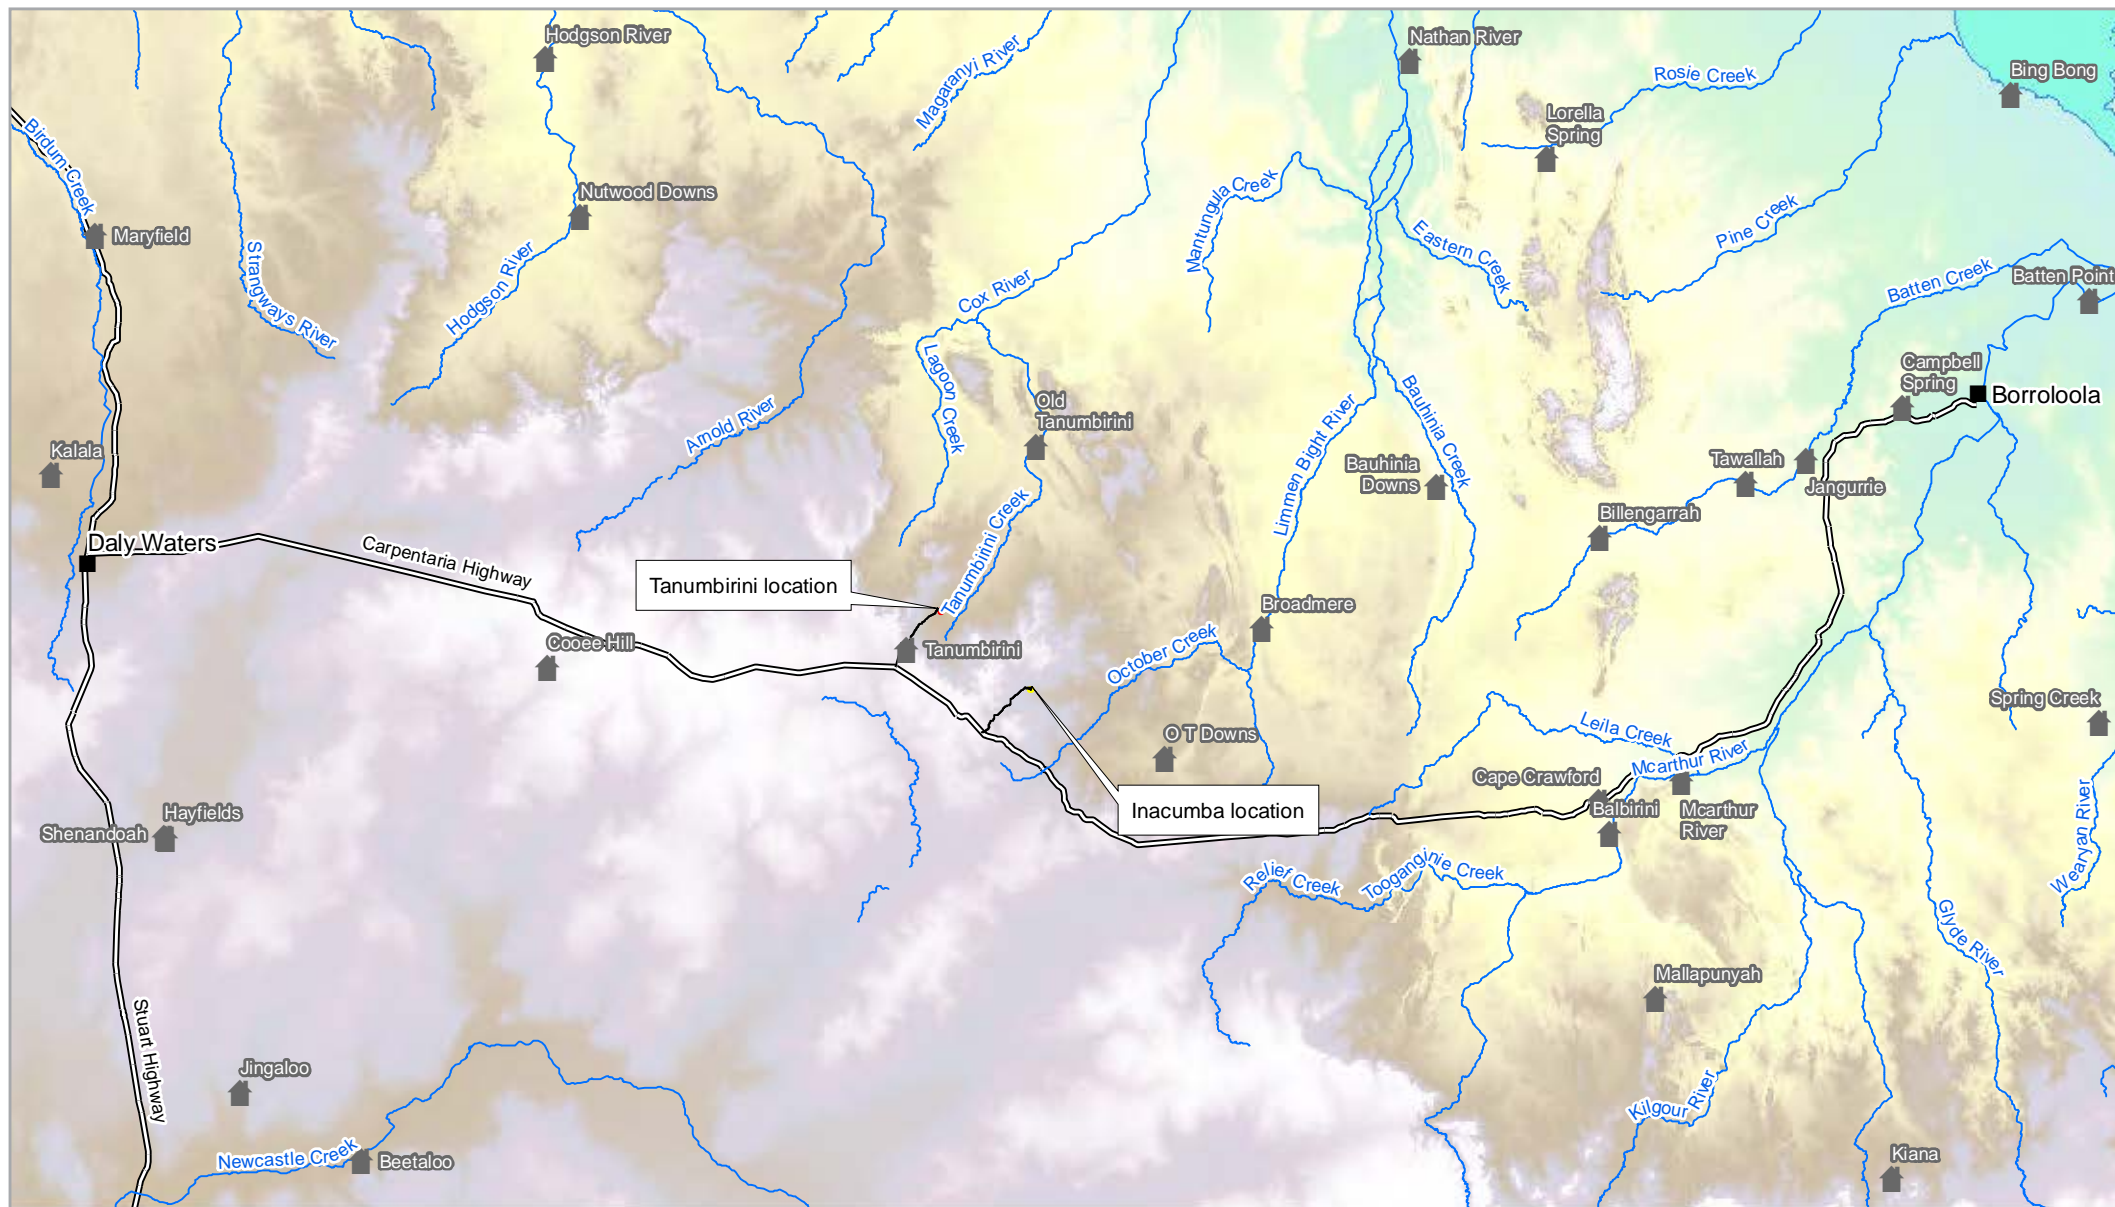 Hodgson River
Nathan River
Bing Bong
Magaranyi River
Rosie Creek
Lorella
Spring
Birdum Creek
Nutwood Downs
Maryfield
Mantungula Creek
Pine Creek
Eastern Creek
Strangways River
Hodgson River
Cox River
Batten Creek
Batten Point
Lagoon Creek
Campbell
Spring
Borroloola
Old
Tanumbirini
Arnold River
Bauhinia Creek
Limmen Bight River
Kalala
Bauhinia
Downs
Tawallah
Jangurrie
Billengarrah
Daly Waters
Carpentaria Highway
Tanumbirini location
Tanumbirini Creek
Broadmere
Cooee Hill
Tanumbirini
October Creek
Spring Creek
O T Downs
Leila Creek
Mcarthur River
Cape Crawford
Balbirini
Mcarthur
River
Inacumba location
Hayfields
Shenandoah
Wearyan River
Relief Creek
Tooganginie Creek
Glyde River
Mallapunyah
Stuart Highway
Jingaloo
Kilgour River
Newcastle Creek
Beetaloo
Kiana